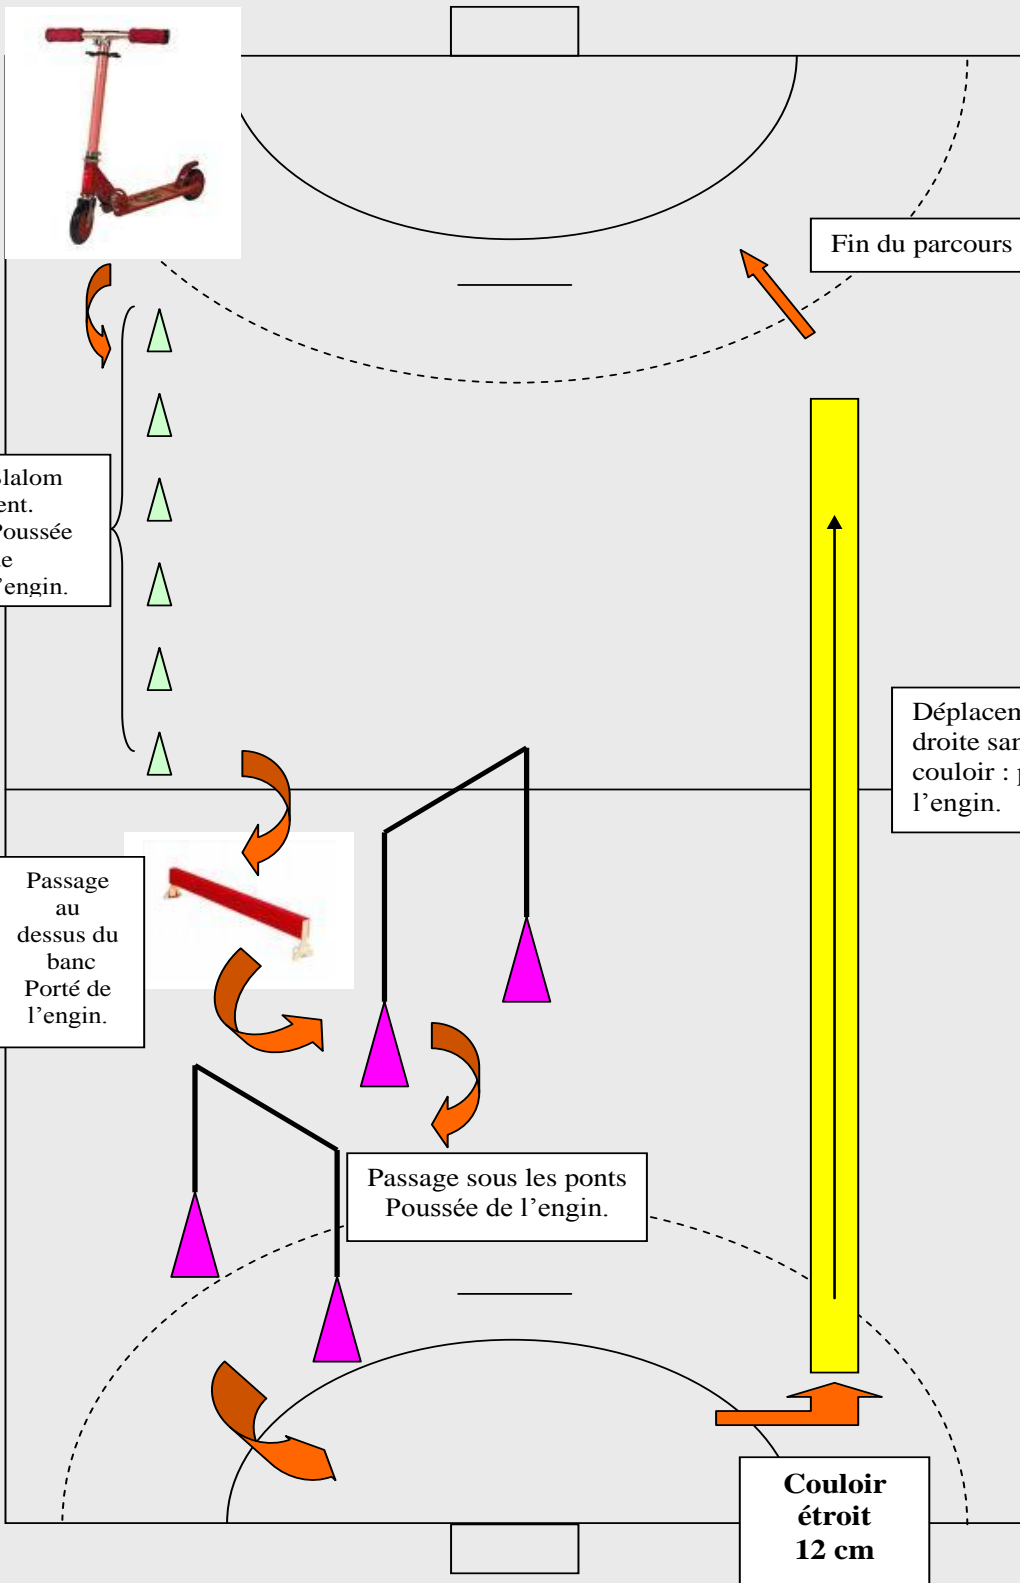 Fin du parcours
lalom
ent.
oussée
e
'engin.
Déplacem
droite san
couloir : p
l'engin.
Passage
au
dessus du
banc
Porté de
l'engin.
Passage sous les ponts
Poussée de l'engin.
Couloir
étroit
12 cm